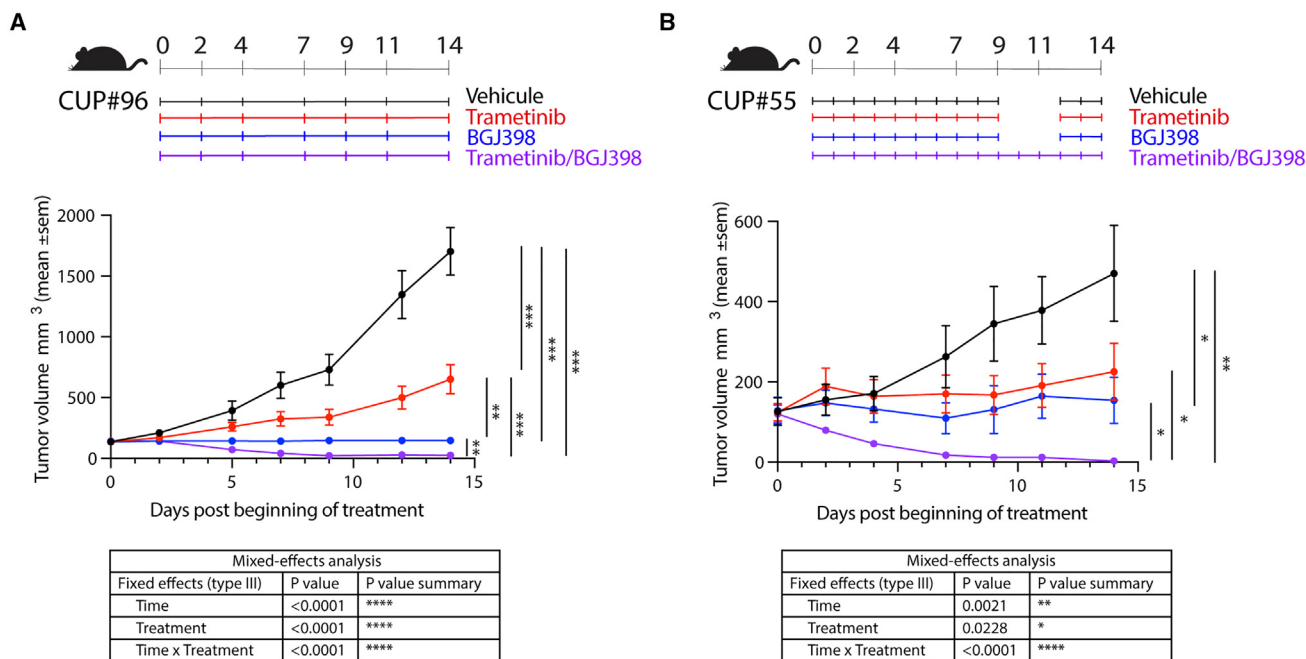 A
0 2 4 7 9 11 14
CUP#96
Vehicule
Trametinib
BGJ398
Trametinib/BGJ398
Tumor volume mm 3 (mean ±sem)
2000
1500
1000
500
0
0 5 10 15
Days post beginning of treatment
***
***
***
**
***
**
Mixed-effects analysis
Fixed effects (type III) P value P value summary
Time <0.0001 ****
Treatment <0.0001 ****
Time x Treatment <0.0001 ****
B
0 2 4 7 9 11 14
CUP#55
Vehicule
Trametinib
BGJ398
Trametinib/BGJ398
Tumor volume mm 3 (mean ±sem)
600
400
200
0
0 5 10 15
Days post beginning of treatment
*
**
*
*
Mixed-effects analysis
Fixed effects (type III) P value P value summary
Time 0.0021 **
Treatment 0.0228 *
Time x Treatment <0.0001 ****